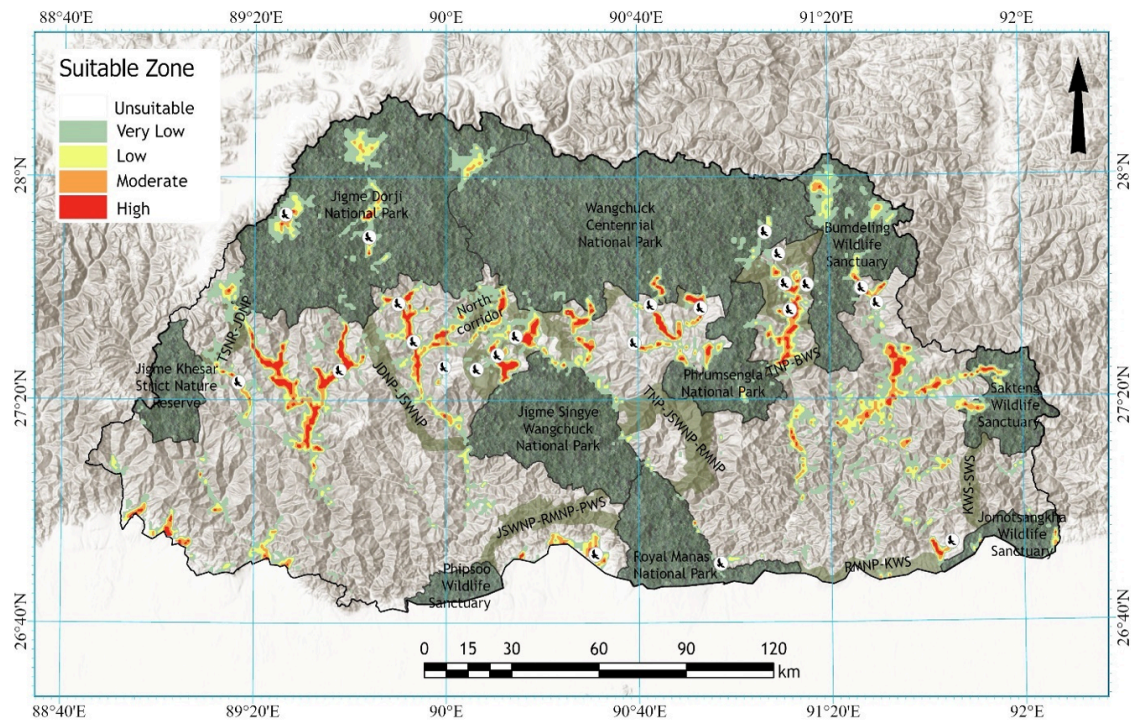 88°40'E 89°20'E 90°E 90°40'E 91°20'E 92°E
Suitable Zone
Unsuitable
Very Low
Low
Moderate
High
28°N
28°N
Jigme Dorji
National Park
Wangchuck
Centennial
National Park
Bumdeling
Wildlife
Sanctuary
North
corridor
TSNR-JDNP
Jigme Khesar
Strict Nature
Reserve
JDNP-JSWNP
TNP-BWS
Phrumsengla
National Park
27°20'N
27°20'N
Sakteng
Wildlife
Sanctuary
Jigme Singye
Wangchuck
National Park
TNP-JSWNP-RMNP
KWS-SWS
JSWNP-RMNP-PWS
Jomotsangkha
Wildlife
Sanctuary
Royal Manas
National Park
RMNP-KWS
Phipsoo
Wildlife
Sanctuary
26°40'N
26°40'N
0 15 30 60 90 120
km
88°40'E 89°20'E 90°E 90°40'E 91°20'E 92°E